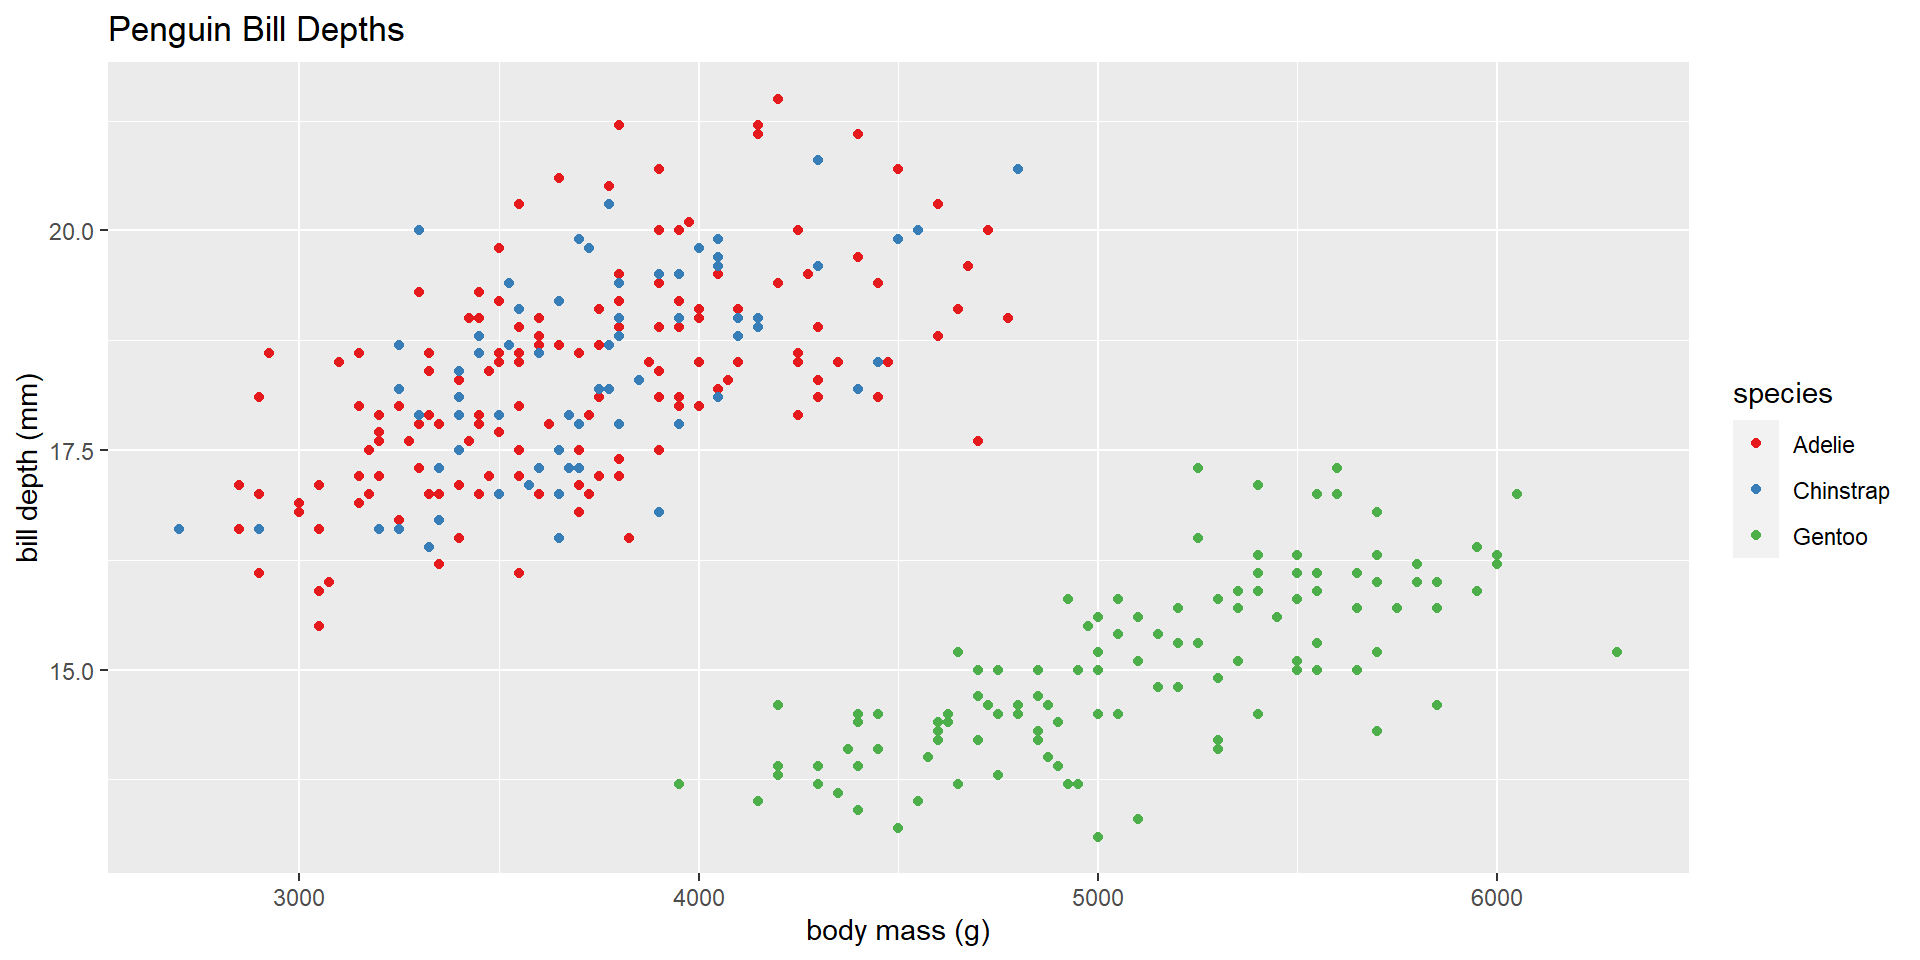 Penguin Bill Depths
bill depth (mm)
20.0
17.5
15.0
3000 4000 5000 6000
body mass (g)
species
Adelie
Chinstrap
Gentoo